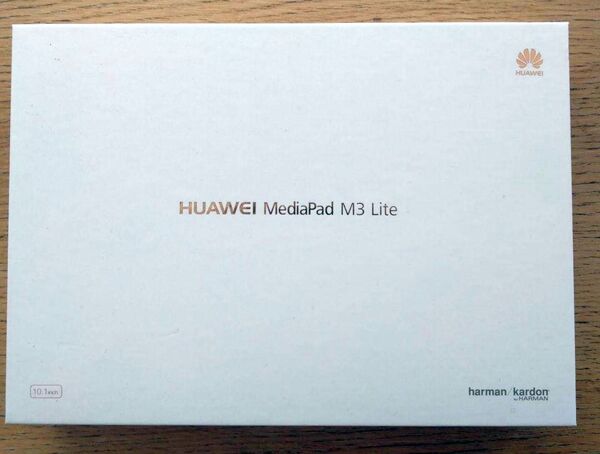 HUAWEI
HUAWEI MediaPad M3 Lite
10.1inch
harman/kardon
by HARMAN